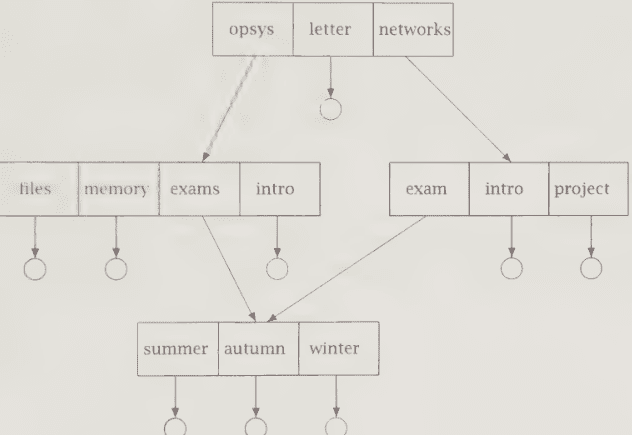 opsys letter networks
files memory exams intro
exam intro project
summer autumn winter